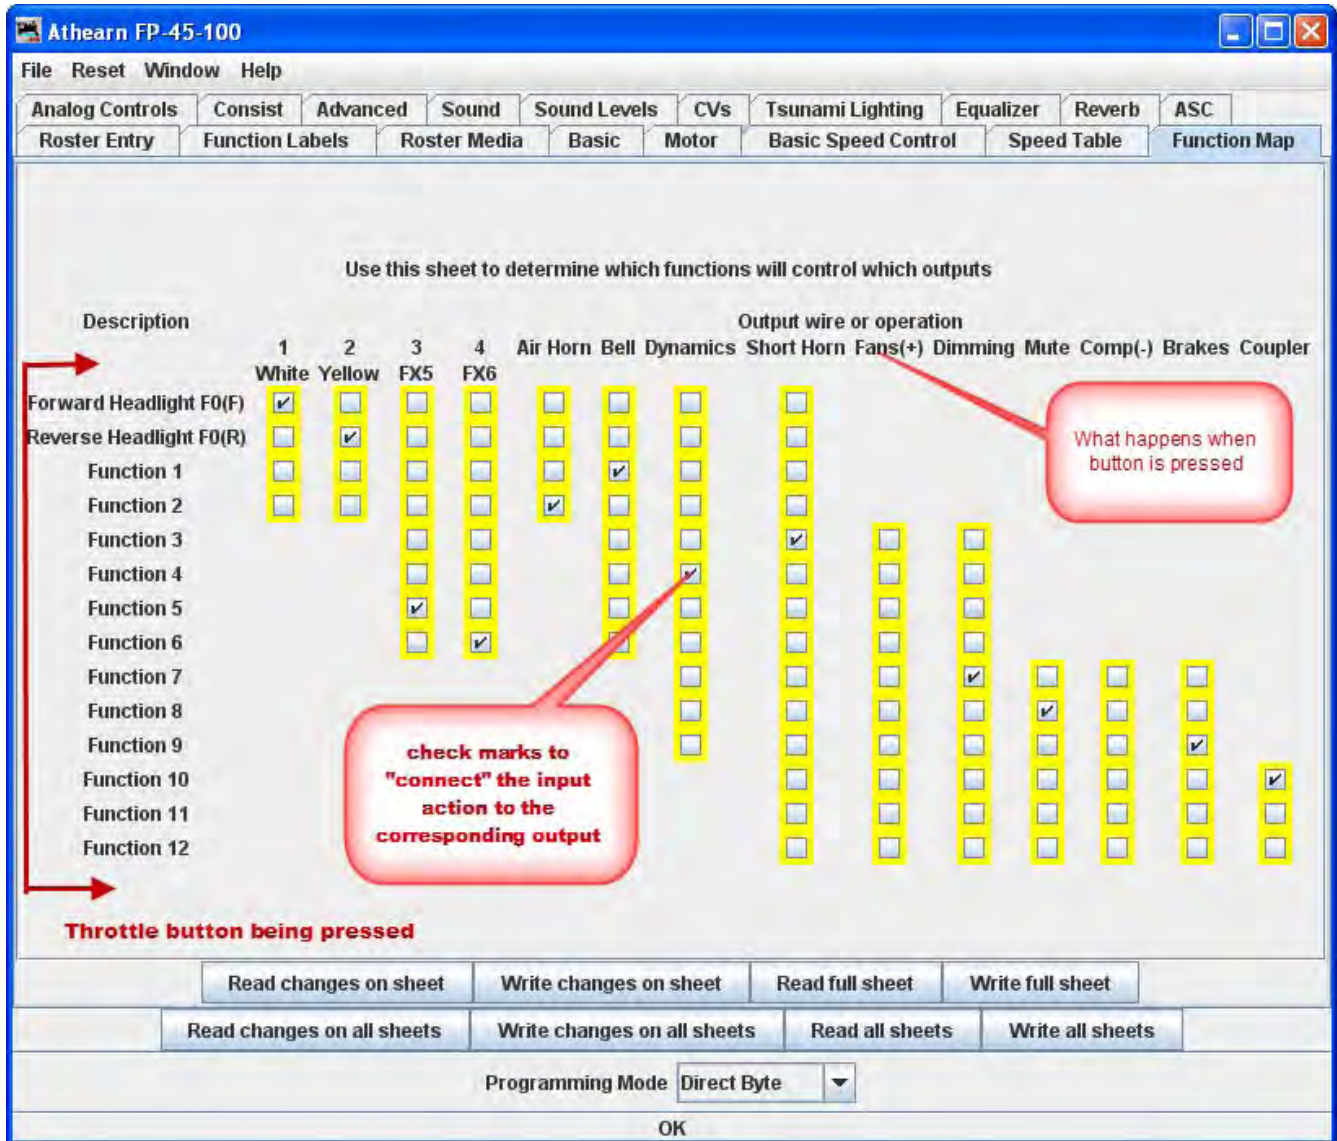 Athearn FP-45-100
File Reset Window Help
Analog Controls Consist Advanced Sound Sound Levels CVs Tsunami Lighting Equalizer Reverb ASC
Roster Entry Function Labels Roster Media Basic Motor Basic Speed Control Speed Table Function Map
Use this sheet to determine which functions will control which outputs
Description Output wire or operation
1 2 3 4 Air Horn Bell Dynamics Short Horn Fans(+) Dimming Mute Comp(-) Brakes Coupler
White Yellow FX5 FX6
Forward Headlight F0(F)
Reverse Headlight F0(R)
Function 1
Function 2
Function 3
Function 4
Function 5
Function 6
Function 7
Function 8
Function 9
Function 10
Function 11
Function 12
What happens when
button is pressed
check marks to
"connect" the input
action to the
corresponding output
Throttle button being pressed
Read changes on sheet Write changes on sheet Read full sheet Write full sheet
Read changes on all sheets Write changes on all sheets Read all sheets Write all sheets
Programming Mode Direct Byte
OK